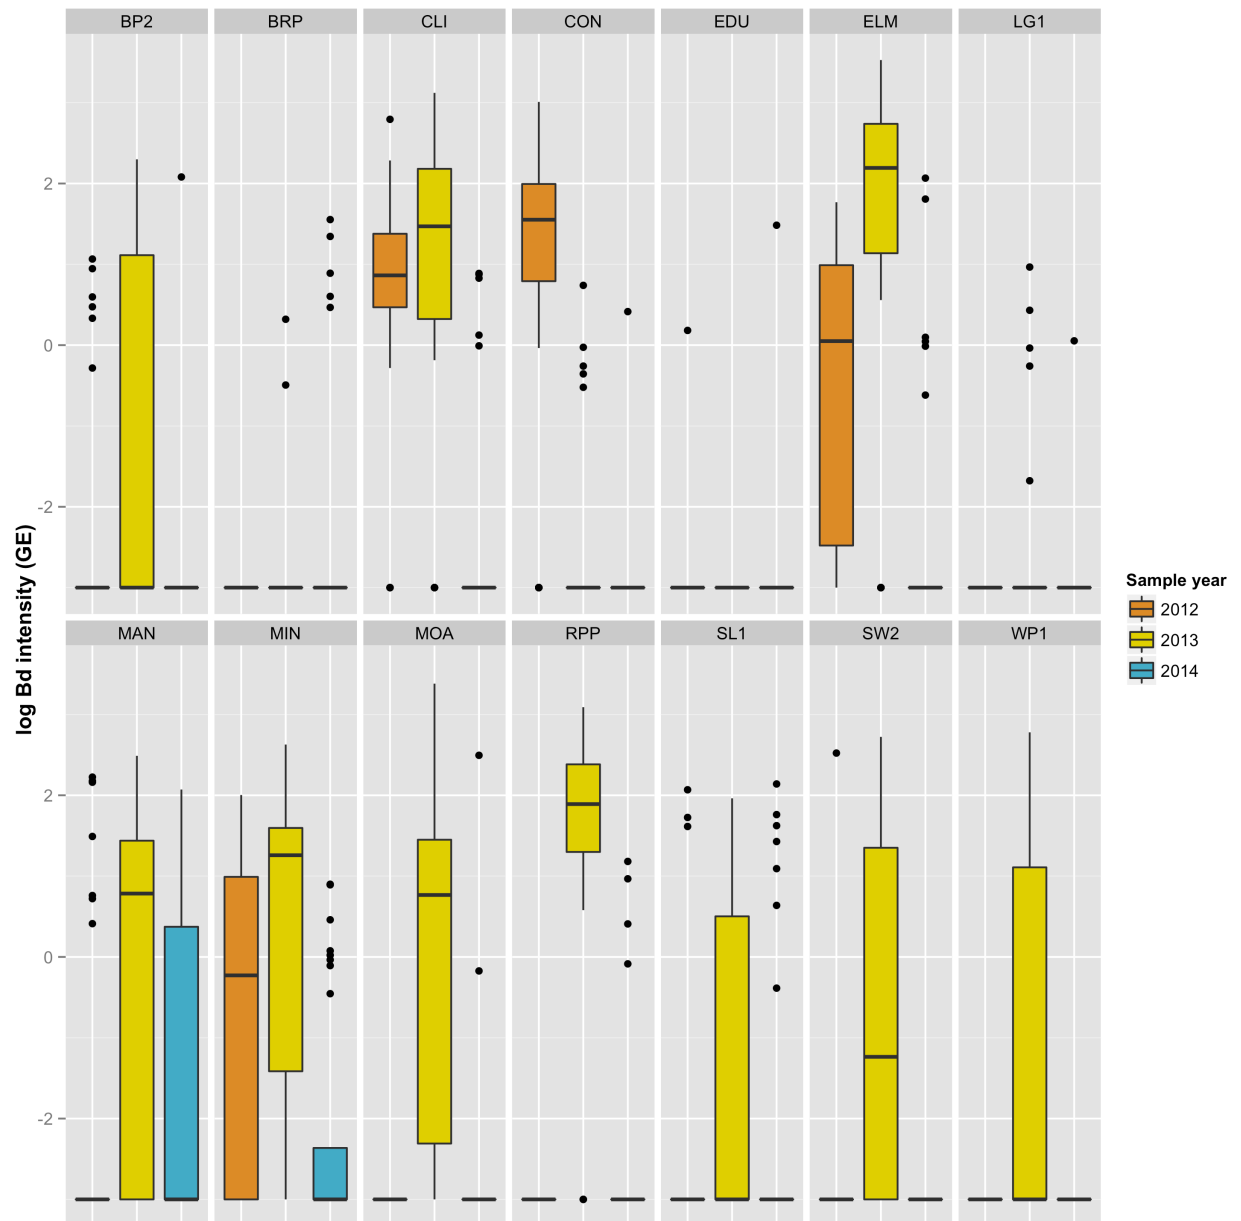 BP2 BRP CLI CON EDU ELM LG1
2
0
-2
log Bd intensity (GE)
Sample year
2012
2013
2014
MAN MIN MOA RPP SL1 SW2 WP1
2
0
-2